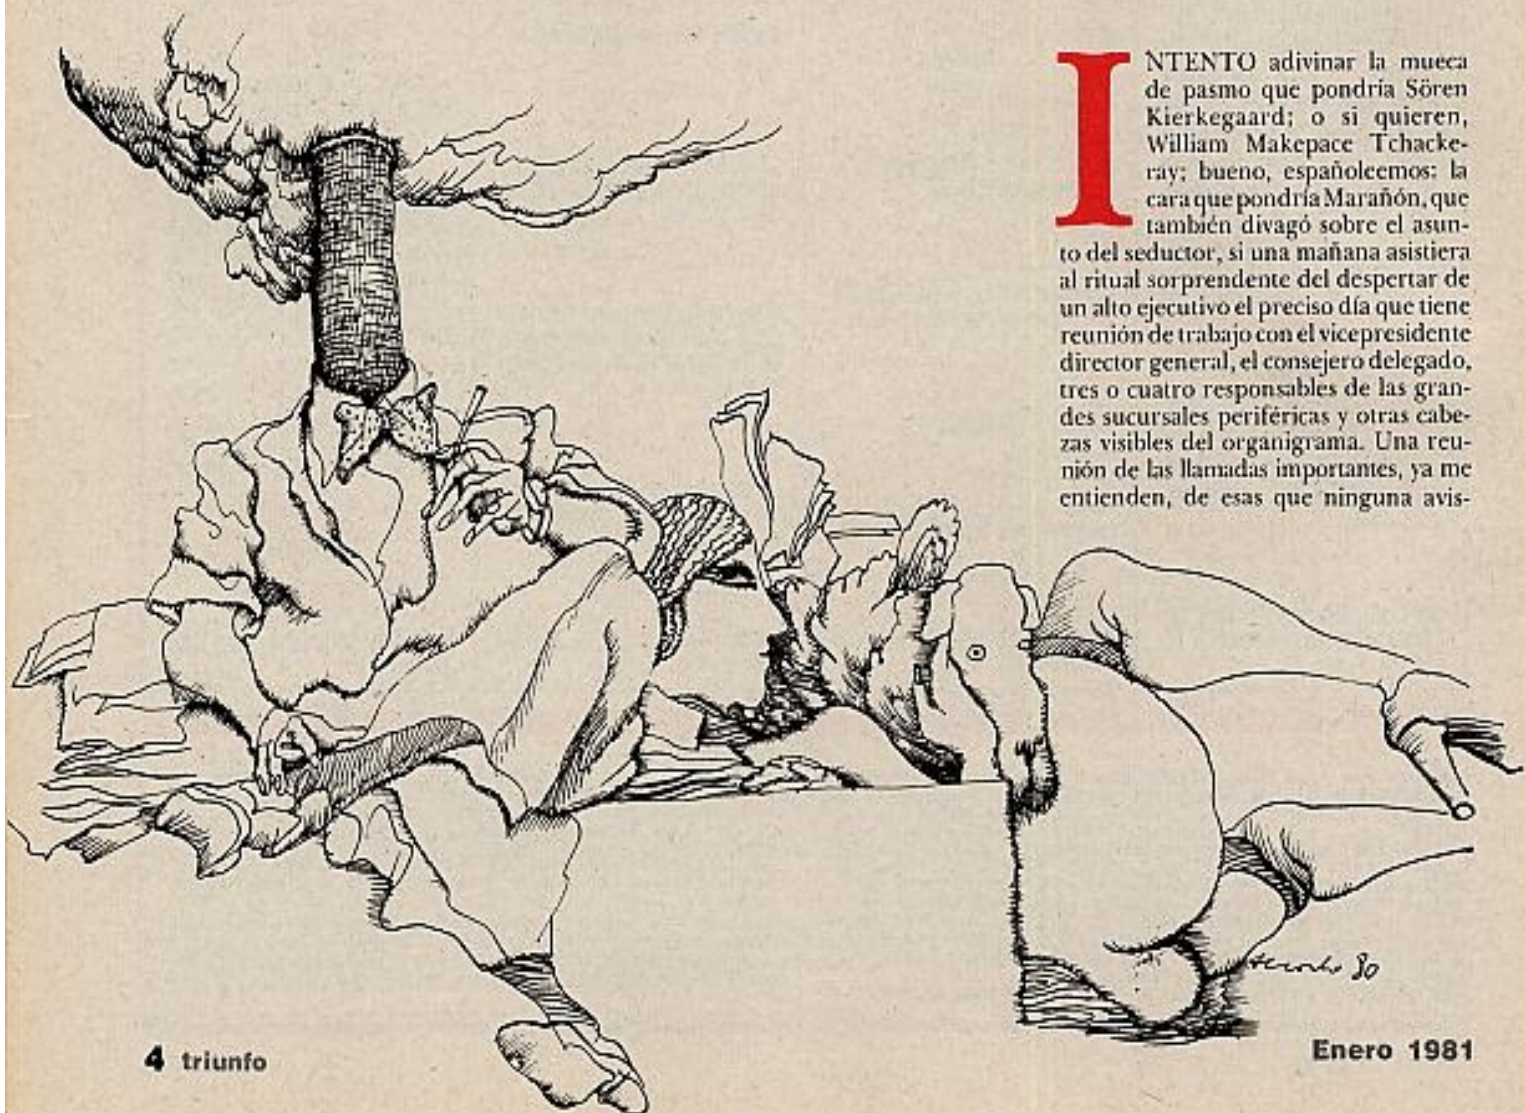 INTENTO adivinar la mueca
de pasmo que pondría Sören
Kierkegaard; o si quieren,
William Makepace Tchacke-
ray; bueno, españoleemos: la
cara que pondría Marañón, que
también divagó sobre el asun-
to del seductor, si una mañana asistiera
al ritual sorprendente del despertar de
un alto ejecutivo el preciso día que tiene
reunión de trabajo con el vicepresidente
director general, el consejero delegado,
tres o cuatro responsables de las gran-
des sucursales periféricas y otras cabe-
zas visibles del organigrama. Una reu-
nión de las llamadas importantes, ya me
entienden, de esas que ninguna avis-
80
4 triunfo
Enero 1981